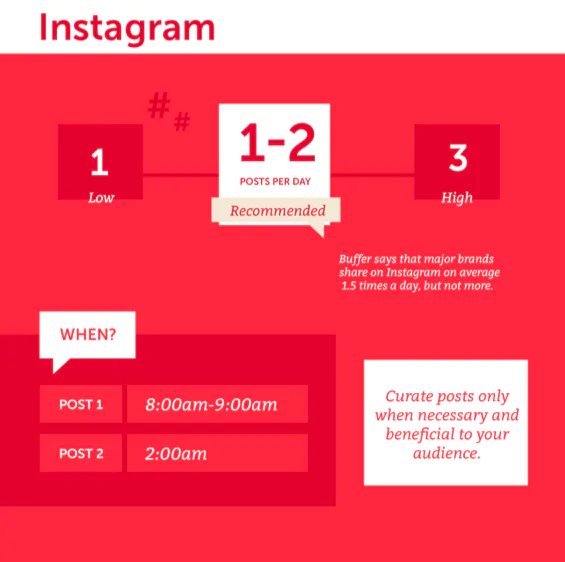 Instagram
# #
1
Low
1-2
POSTS PER DAY
Recommended
3
High
Buffer says that major brands
share on Instagram on average
1.5 times a day, but not more.
WHEN?
POST 1 8:00am-9:00am
POST 2 2:00am
Curate posts only
when necessary and
beneficial to your
audience.